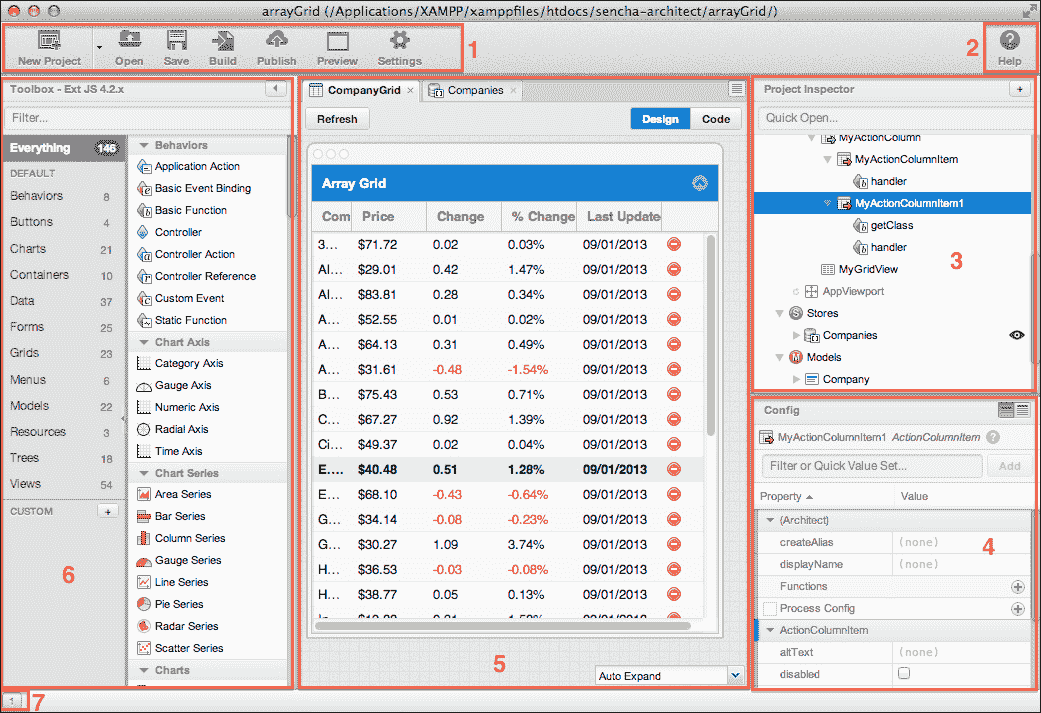 arrayGrid (/Applications/XAMPP/xamppfiles/htdocs/sencha-architect/arrayGrid/)
New Project Open Save Build Publish Preview Settings 1
2 Help
Toolbox - Ext JS 4.2.x
Filter...
Everything 146
DEFAULT
Behaviors 8
Buttons 4
Charts 21
Containers 10
Data 37
Forms 25
Grids 23
Menus 6
Models 22
Resources 3
Trees 18
Views 54
CUSTOM +
6
Behaviors
Application Action
Basic Event Binding
Basic Function
Controller
Controller Action
Controller Reference
Custom Event
Static Function
Chart Axis
Category Axis
Gauge Axis
Numeric Axis
Radial Axis
Time Axis
Chart Series
Area Series
Bar Series
Column Series
Gauge Series
Line Series
Pie Series
Radar Series
Scatter Series
Charts
CompanyGrid × Companies ×
Refresh Design Code
Array Grid
Com Price Change % Change Last Update
3... $71.72 0.02 0.03% 09/01/2013
Al... $29.01 0.42 1.47% 09/01/2013
Al... $83.81 0.28 0.34% 09/01/2013
A... $52.55 0.01 0.02% 09/01/2013
A... $64.13 0.31 0.49% 09/01/2013
A... $31.61 -0.48 -1.54% 09/01/2013
B... $75.43 0.53 0.71% 09/01/2013
C... $67.27 0.92 1.39% 09/01/2013
Ci... $49.37 0.02 0.04% 09/01/2013
E.... $40.48 0.51 1.28% 09/01/2013
E... $68.10 -0.43 -0.64% 09/01/2013
G... $34.14 -0.08 -0.23% 09/01/2013
G... $30.27 1.09 3.74% 09/01/2013
H... $36.53 -0.03 -0.08% 09/01/2013
H... $38.77 0.05 0.13% 09/01/2013
5
Auto Expand
Project Inspector +
Quick Open...
MyActionColumn
MyActionColumnItem
handler
MyActionColumnItem1
getClass
handler
MyGridView
AppViewport
Stores
Companies
Models
Company
3
Config
MyActionColumnItem1 ActionColumnItem ?
Filter or Quick Value Set... Add
Property Value
(Architect)
createAlias (none)
displayName (none)
Functions
Process Config
ActionColumnItem
altText (none)
disabled
4
1 7